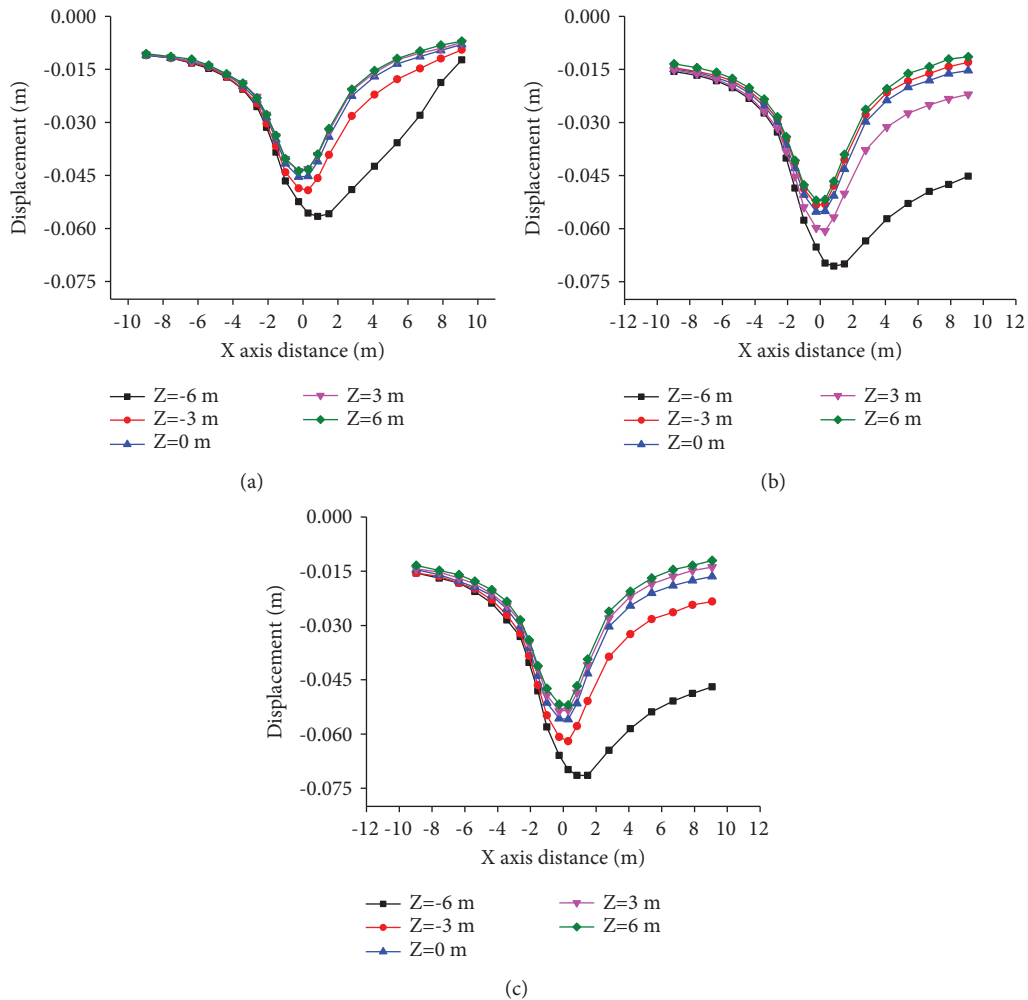 0.000
-0.015
-0.030
-0.045
-0.060
-0.075
Displacement (m)
-10 -8 -6 -4 -2 0 2 4 6 8 10
X axis distance (m)
Z=-6 m
Z=-3 m
Z=0 m
Z=3 m
Z=6 m
(a)
0.000
-0.015
-0.030
-0.045
-0.060
-0.075
Displacement (m)
-12 -10 -8 -6 -4 -2 0 2 4 6 8 10 12
X axis distance (m)
Z=-6 m
Z=-3 m
Z=0 m
Z=3 m
Z=6 m
(b)
0.000
-0.015
-0.030
-0.045
-0.060
-0.075
Displacement (m)
-12 -10 -8 -6 -4 -2 0 2 4 6 8 10 12
X axis distance (m)
Z=-6 m
Z=-3 m
Z=0 m
Z=3 m
Z=6 m
(c)